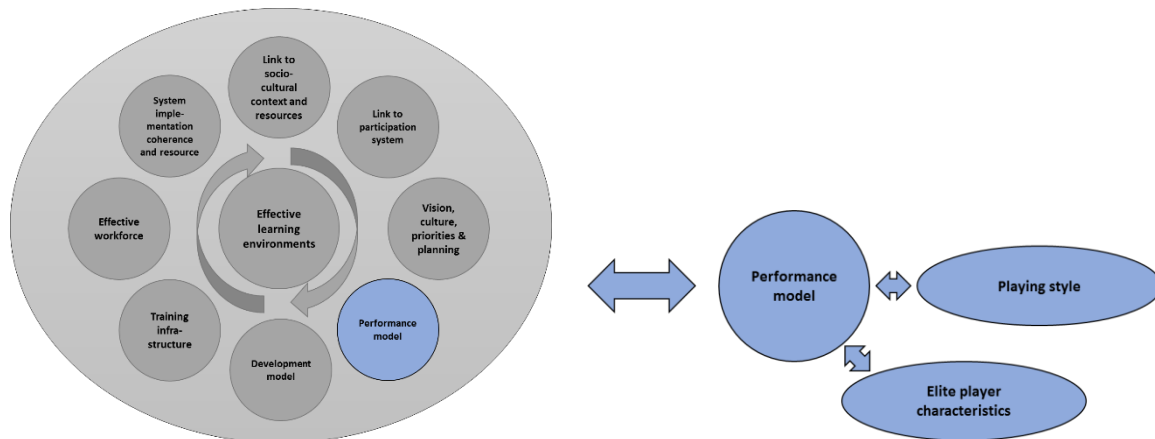 Link to
socio-
cultural
context and
resources
System
imple-
mentation
coherence
and resource
Link to
participation
system
Effective
workforce
Effective
learning
environments
Vision,
culture,
priorities &
planning
Training
infra-
structure
Development
model
Performance
model
Performance
model
Playing style
Elite player
characteristics